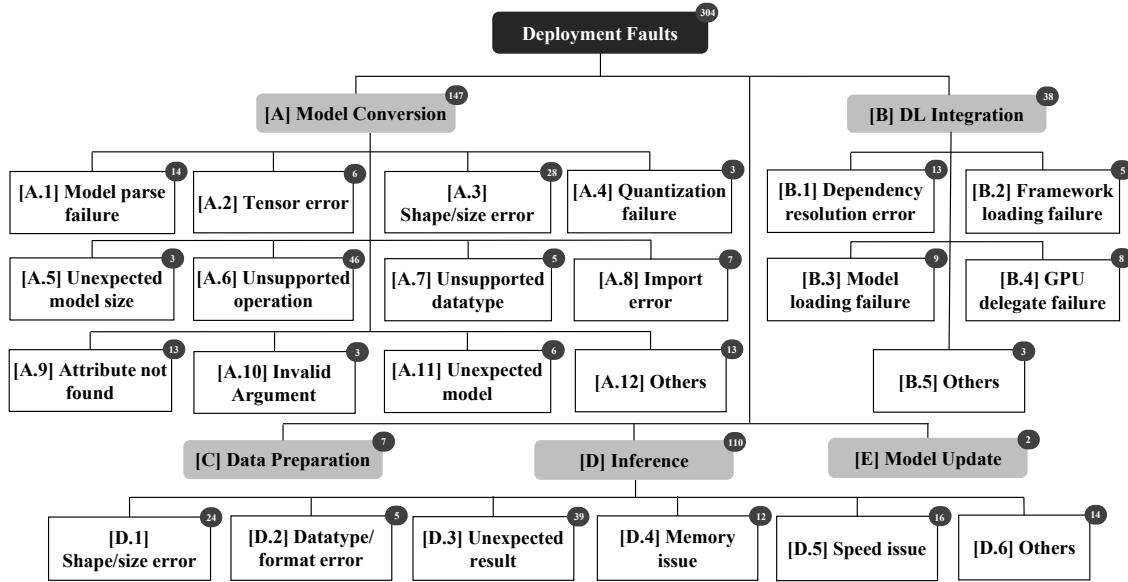 304
Deployment Faults
147
[A] Model Conversion
38
[B] DL Integration
14
[A.1] Model parse
failure
6
[A.2] Tensor error
28
[A.3]
Shape/size error
3
[A.4] Quantization
failure
13
[B.1] Dependency
resolution error
5
[B.2] Framework
loading failure
3
[A.5] Unexpected
model size
46
[A.6] Unsupported
operation
5
[A.7] Unsupported
datatype
7
[A.8] Import
error
9
[B.3] Model
loading failure
8
[B.4] GPU
delegate failure
13
[A.9] Attribute not
found
3
[A.10] Invalid
Argument
6
[A.11] Unexpected
model
13
[A.12] Others
3
[B.5] Others
7
[C] Data Preparation
110
[D] Inference
2
[E] Model Update
24
[D.1]
Shape/size error
5
[D.2] Datatype/
format error
39
[D.3] Unexpected
result
12
[D.4] Memory
issue
16
[D.5] Speed issue
14
[D.6] Others